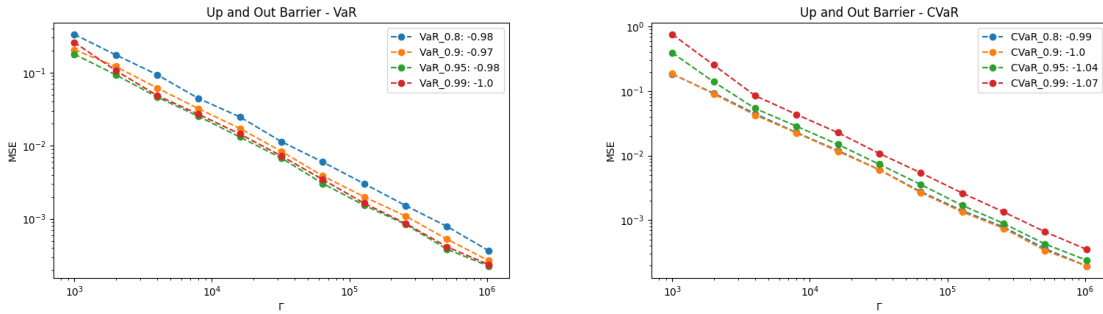 Up and Out Barrier - VaR
VaR_0.8: -0.98
VaR_0.9: -0.97
VaR_0.95: -0.98
VaR_0.99: -1.0
MSE
10⁻¹
10⁻²
10⁻³
10³
10⁴
10⁵
10⁶
Γ
Up and Out Barrier - CVaR
CVaR_0.8: -0.99
CVaR_0.9: -1.0
CVaR_0.95: -1.04
CVaR_0.99: -1.07
MSE
10⁰
10⁻¹
10⁻²
10⁻³
10³
10⁴
10⁵
10⁶
Γ